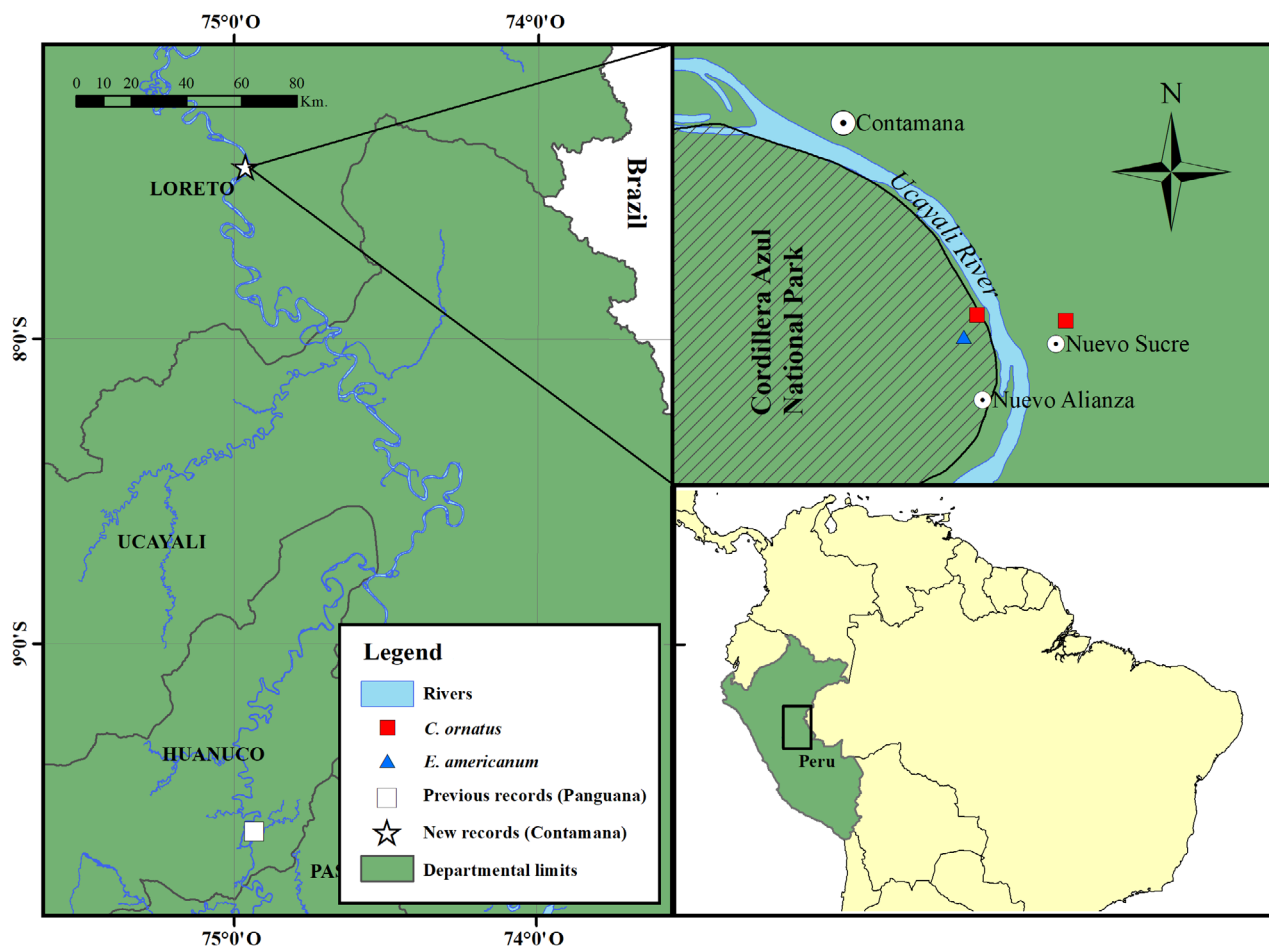 75°0'O 74°0'O
0 10 20 40 60 80
Km.
LORETO
Brazil
8°0'S
UCAYALI
9°0'S
HUANUCO
PAS
75°0'O 74°0'O
Contamana
N
Ucayali River
Cordillera Azul
National Park
Nuevo Sucre
Nuevo Alianza
Legend
Rivers
C. ornatus
E. americanum
Previous records (Panguana)
New records (Contamana)
Departmental limits
Peru